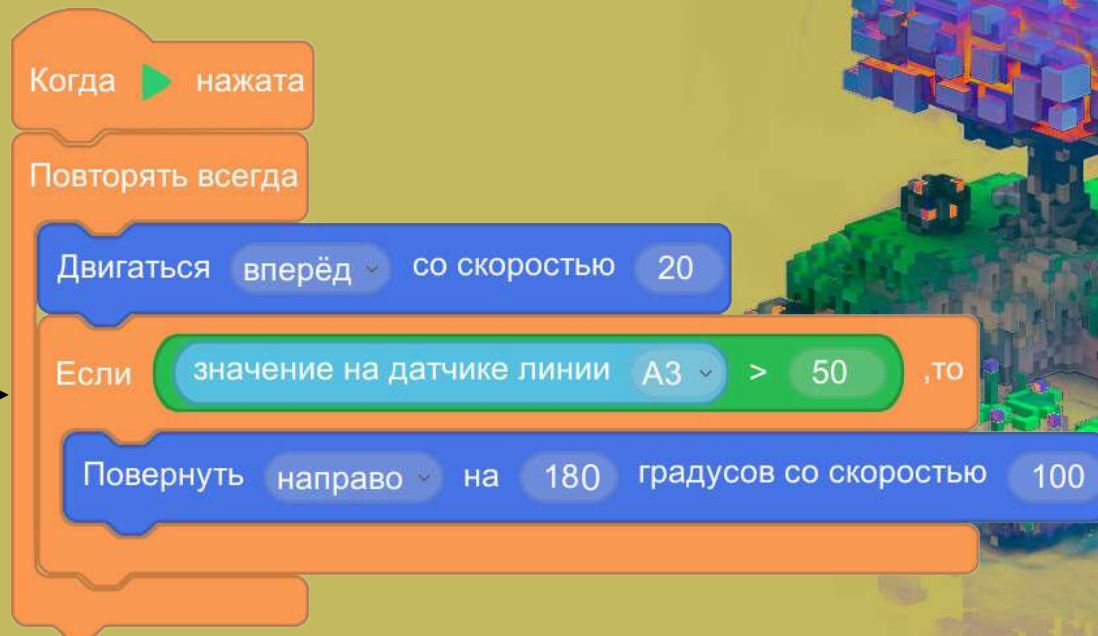 Когда нажата
Повторять всегда
Двигаться вперёд со скоростью 20
Если значение на датчике линии A3 > 50 ,то
Повернуть направо на 180 градусов со скоростью 100